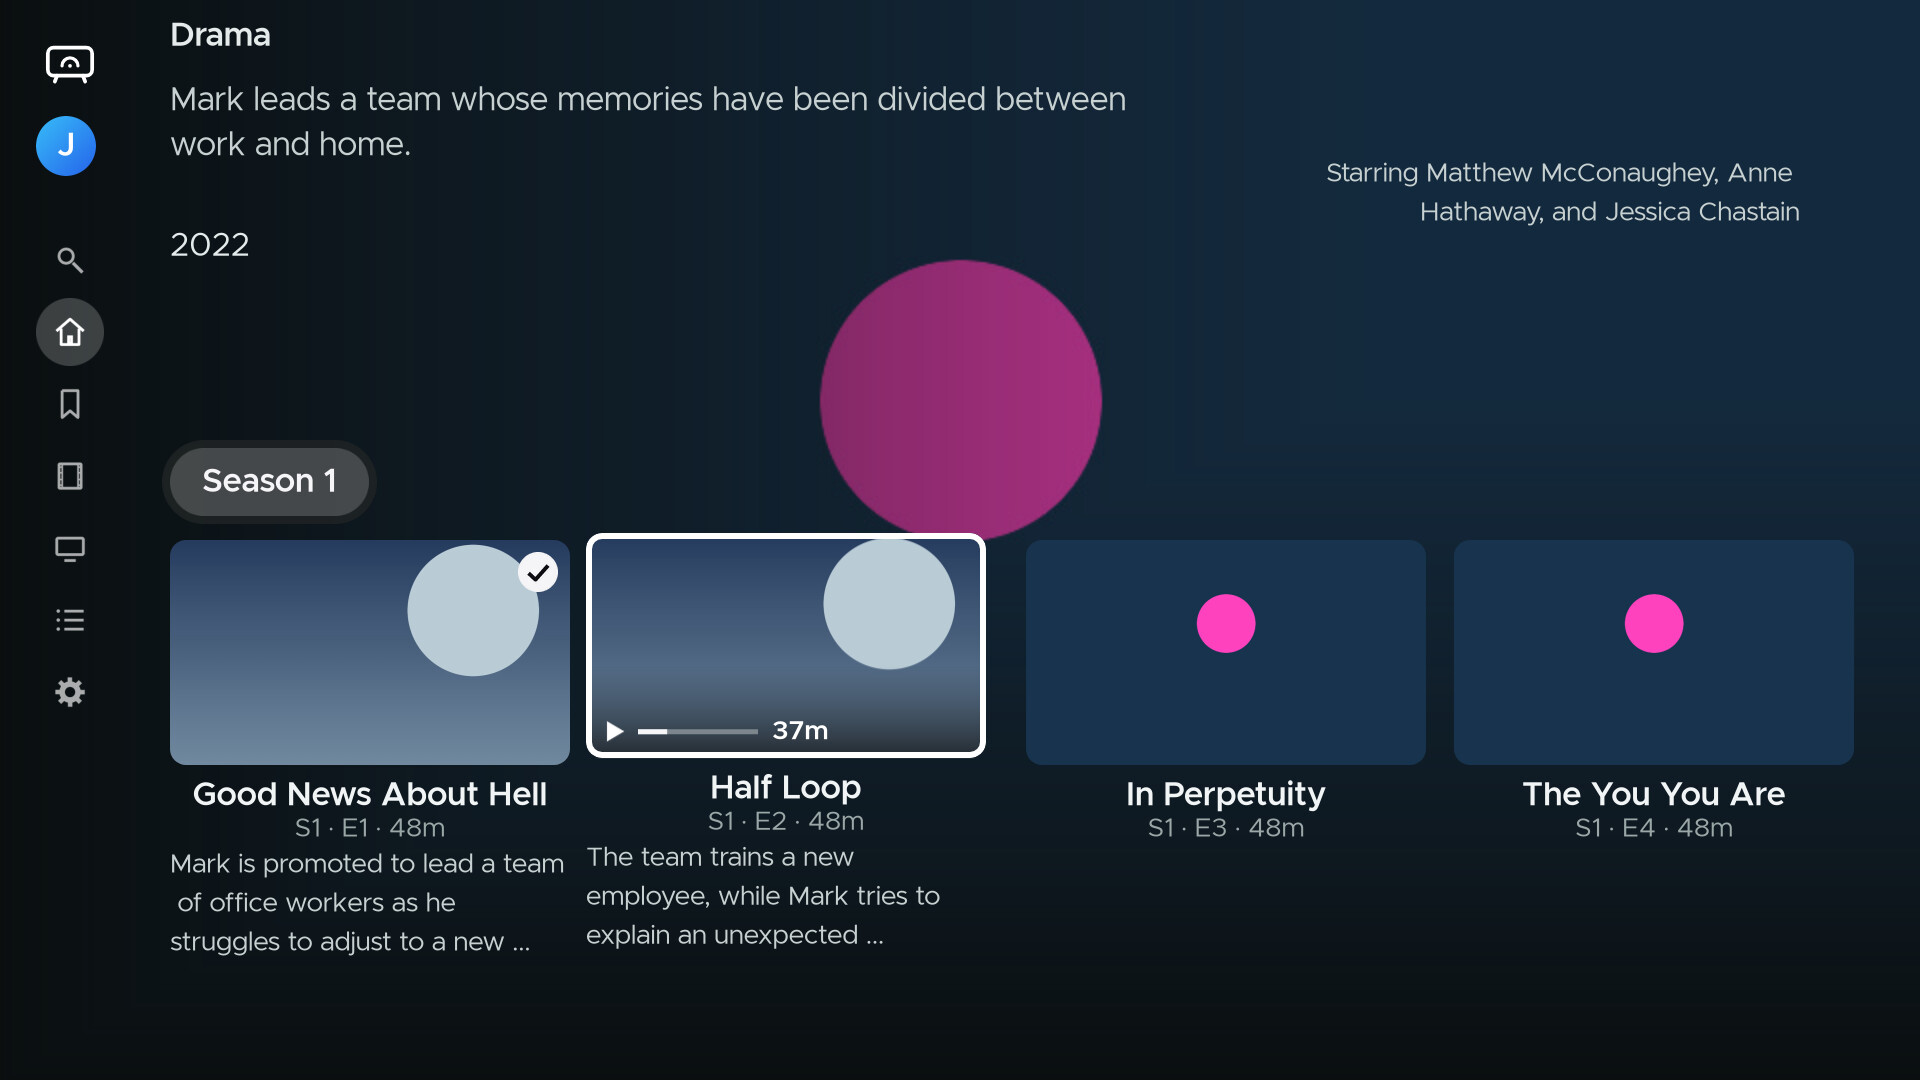 J
Drama
Mark leads a team whose memories have been divided between
work and home.
Starring Matthew McConaughey, Anne
Hathaway, and Jessica Chastain
2022
Season 1
37m
Good News About Hell
S1 · E1 · 48m
Mark is promoted to lead a team
of office workers as he
struggles to adjust to a new ...
Half Loop
S1 · E2 · 48m
The team trains a new
employee, while Mark tries to
explain an unexpected ...
In Perpetuity
S1 · E3 · 48m
The You You Are
S1 · E4 · 48m